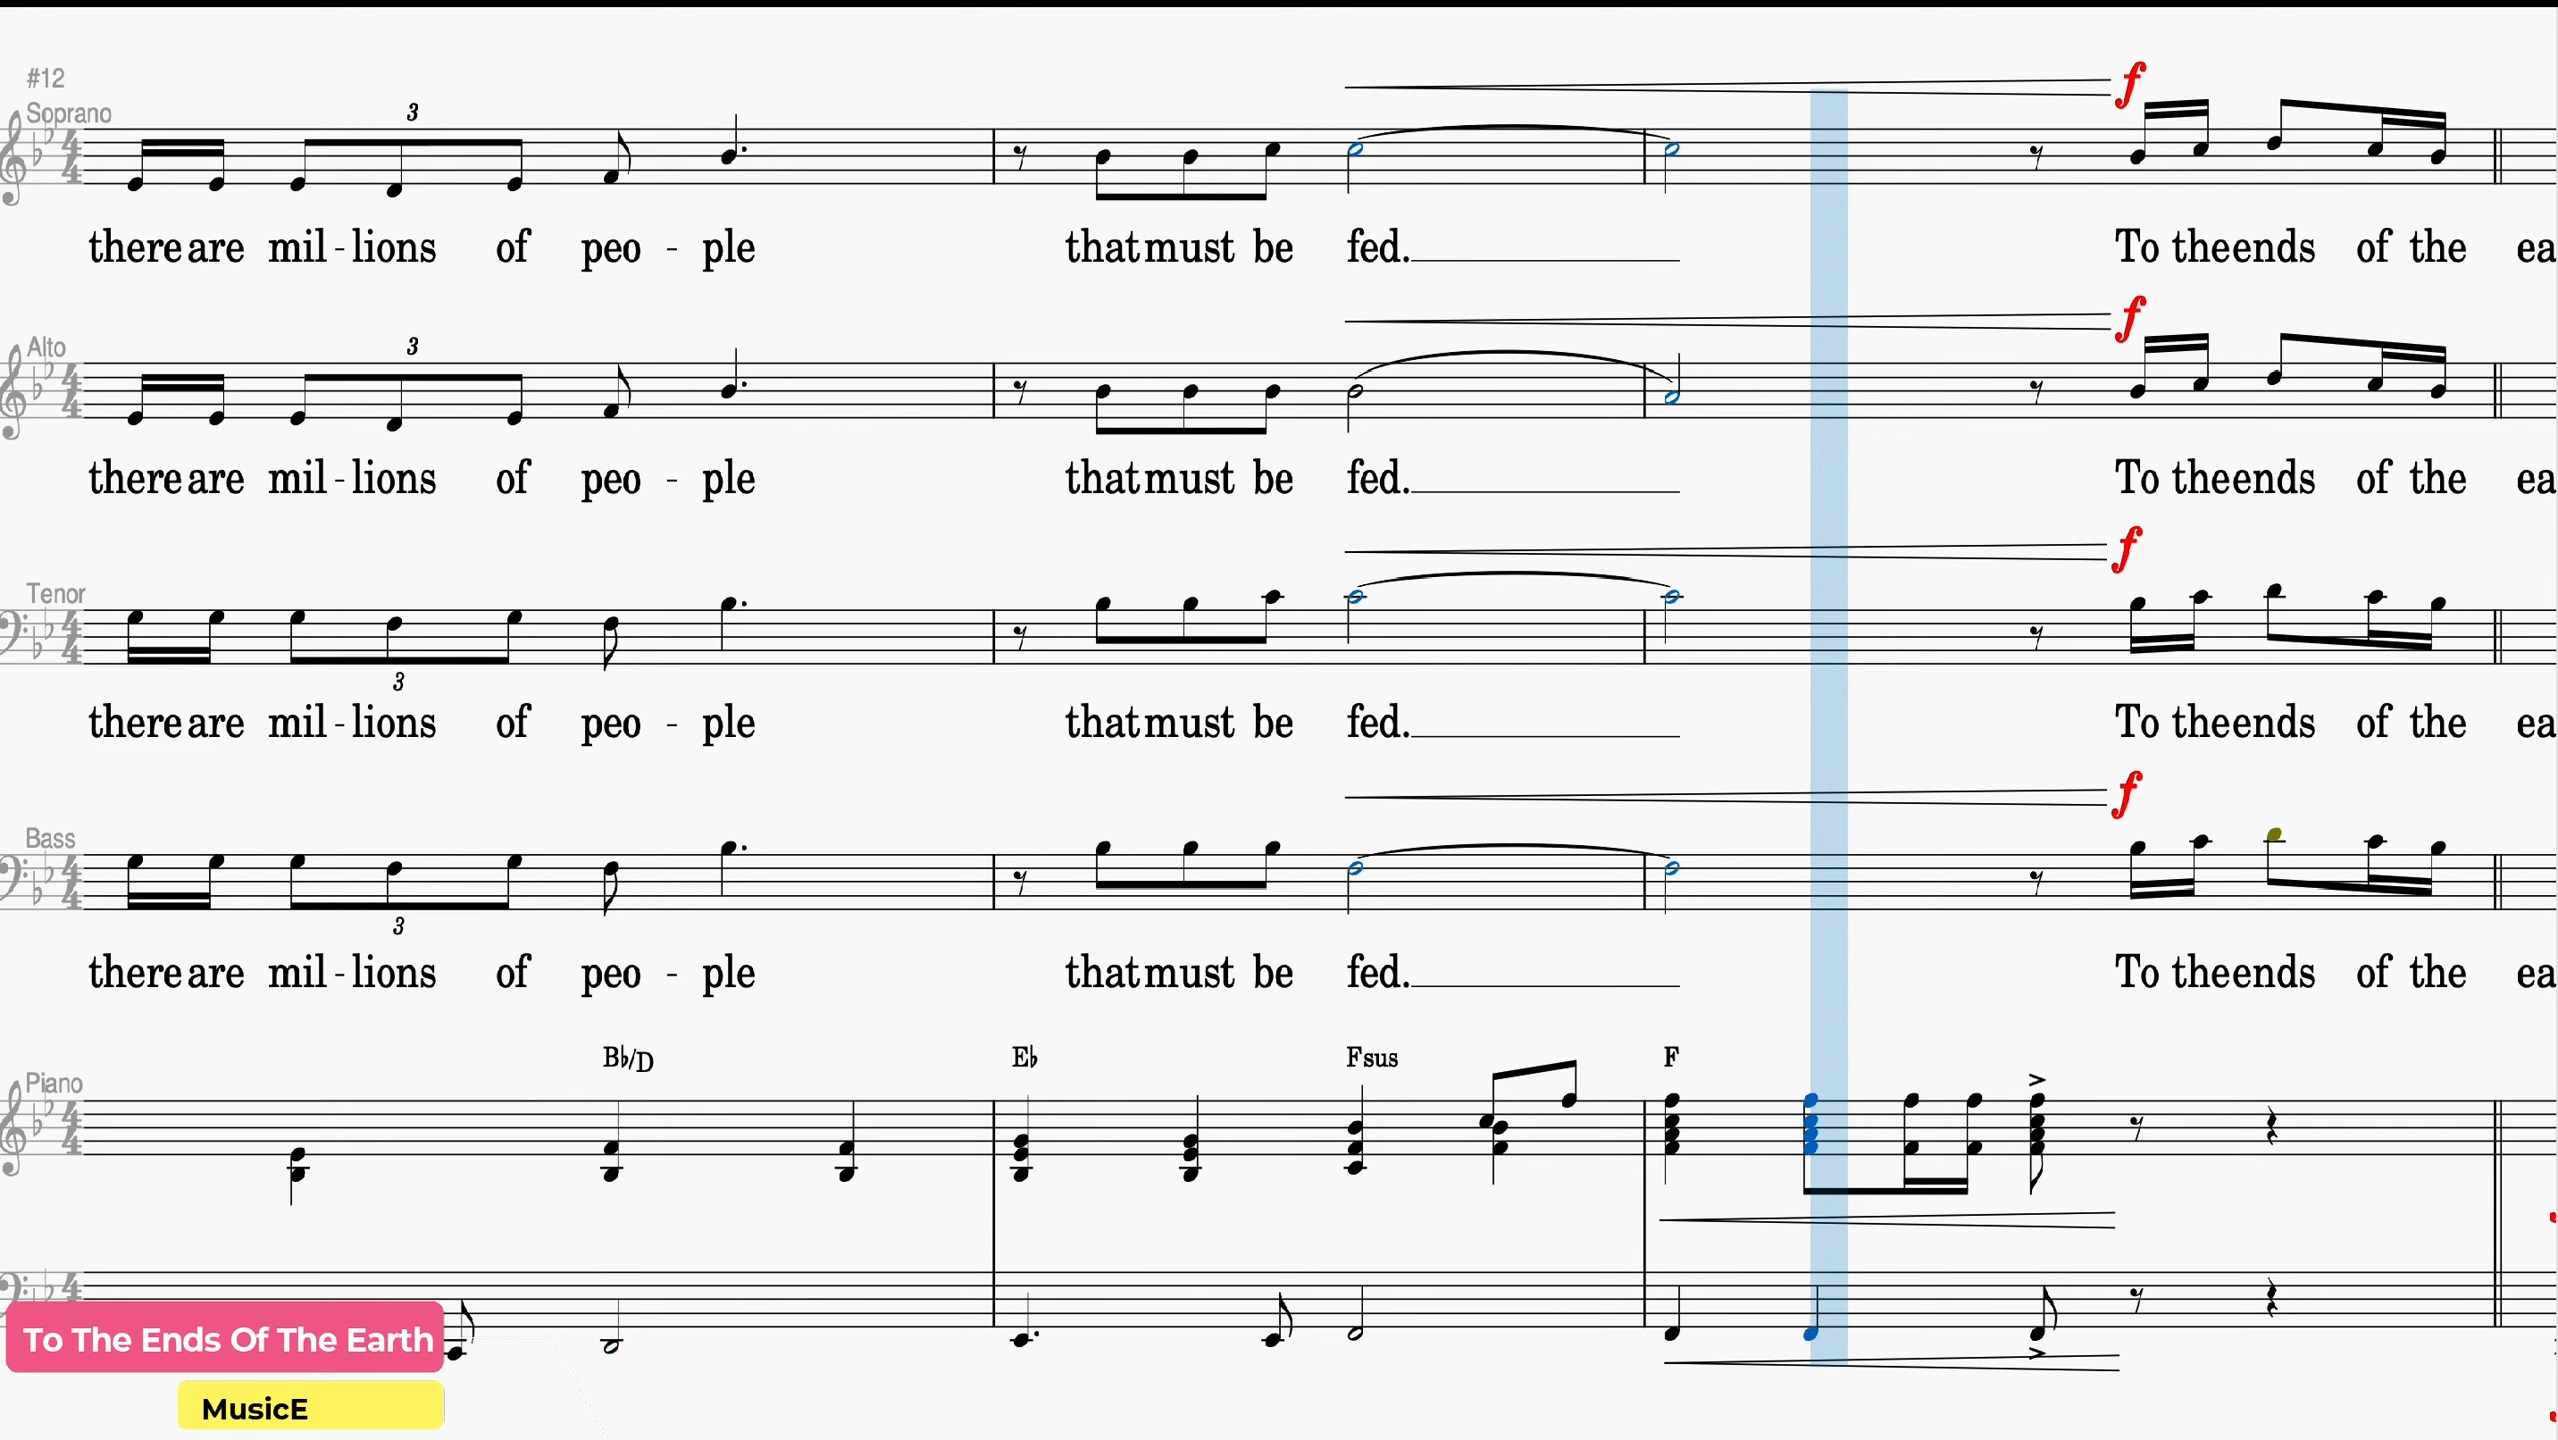 #12
Soprano
3
f
there are mil - lions of peo - ple that must be fed. To the ends of the ea
Alto
3
f
there are mil - lions of peo - ple that must be fed. To the ends of the ea
Tenor
f
3
there are mil - lions of peo - ple that must be fed. To the ends of the ea
Bass
f
3
there are mil - lions of peo - ple that must be fed. To the ends of the ea
B♭/D E♭ Fsus F
Piano
To The Ends Of The Earth
MusicE